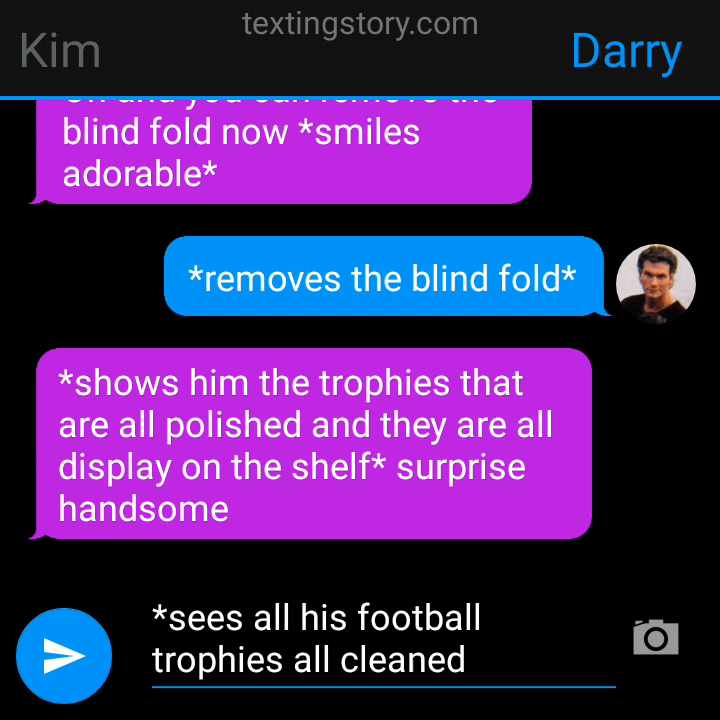 textingstory.com
Kim
Darry
blind fold now *smiles
adorable*
*removes the blind fold*
*shows him the trophies that
are all polished and they are all
display on the shelf* surprise
handsome
*sees all his football
trophies all cleaned